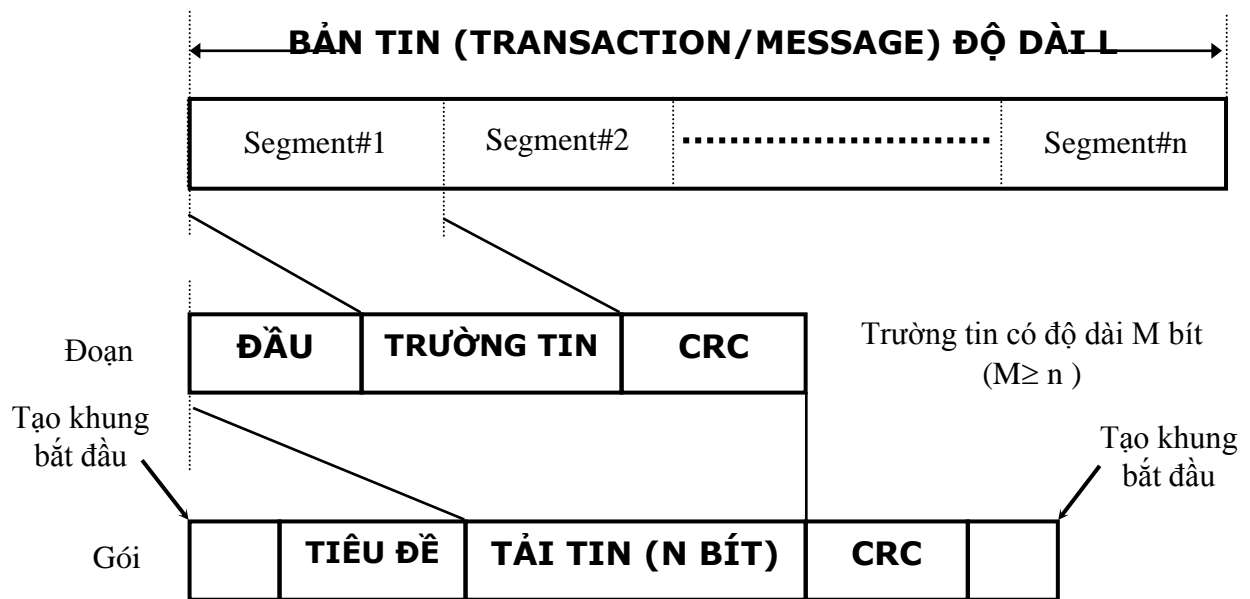 BẢN TIN (TRANSACTION/MESSAGE) ĐỘ DÀI L
Segment#1 Segment#2 Segment#n
Đoạn ĐẦU TRƯỜNG TIN CRC
Trường tin có độ dài M bít
(M≥ n )
Tạo khung
bắt đầu
Tạo khung
bắt đầu
Gói TIÊU ĐỀ TẢI TIN (N BÍT) CRC